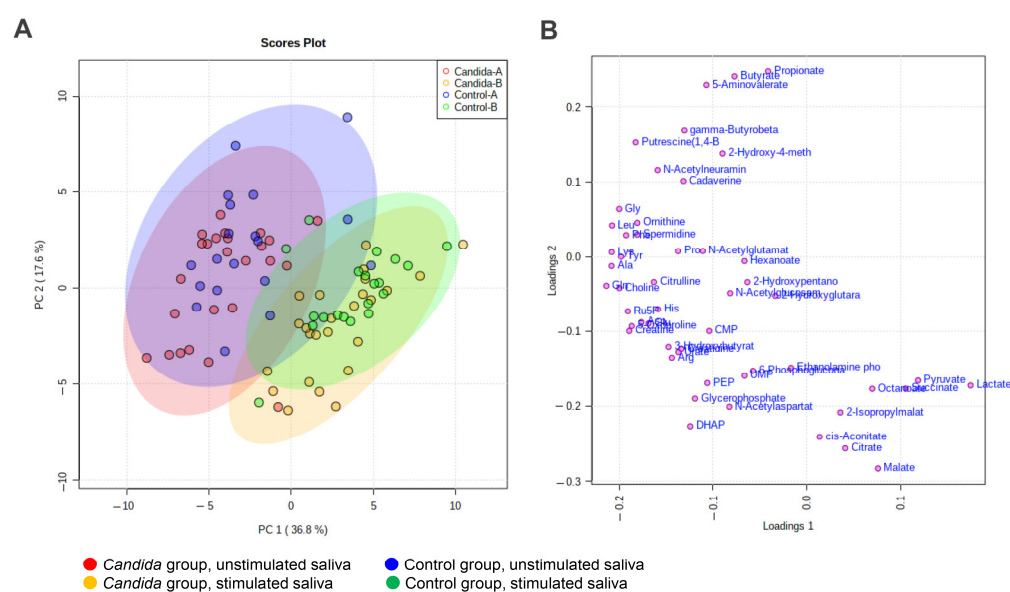 A
B
Scores Plot
Candida-A
Candida-B
Control-A
Control-B
10
5
0
−5
−10
PC 2 ( 17.6 %)
−10
−5
0
5
10
PC 1 ( 36.8 %)
Propionate
Butyrate
5-Aminovalerate
gamma-Butyrobeta
Putrescine(1,4-B
2-Hydroxy-4-meth
N-Acetylneuramin
Cadaverine
Gly
Ornithine
Leu
Spermidine
Pro
N-Acetylglutamat
Tyr
Hexanoate
Ala
Citrulline
2-Hydroxypentano
Gln
Choline
2-Hydroxyglutara
Ru5P
His
Creatine
CMP
3-Hydroxybutyrat
Urate
Arg
Ethanolamine pho
UMP
PEP
Pyruvate
Lactate
Octanoate
Succinate
Glycerophosphate
N-Acetylaspartat
2-Isopropylmalat
DHAP
cis-Aconitate
Citrate
Malate
0.2
0.1
0.0
−0.1
−0.2
−0.3
Loadings 2
−0.2
−0.1
0.0
0.1
Loadings 1
Candida group, unstimulated saliva
Control group, unstimulated saliva
Candida group, stimulated saliva
Control group, stimulated saliva